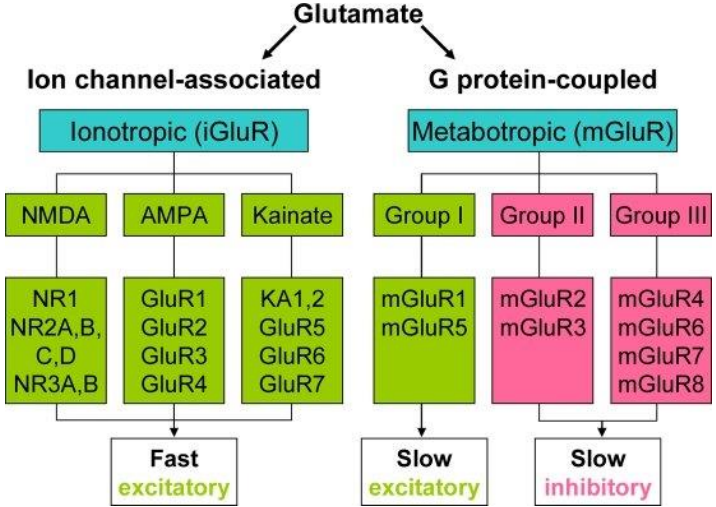 Glutamate
Ion channel-associated
G protein-coupled
Ionotropic (iGluR)
Metabotropic (mGluR)
NMDA
AMPA
Kainate
Group I
Group II
Group III
NR1
NR2A,B,
C,D
NR3A,B
GluR1
GluR2
GluR3
GluR4
KA1,2
GluR5
GluR6
GluR7
mGluR1
mGluR5
mGluR2
mGluR3
mGluR4
mGluR6
mGluR7
mGluR8
Fast
excitatory
Slow
excitatory
Slow
inhibitory